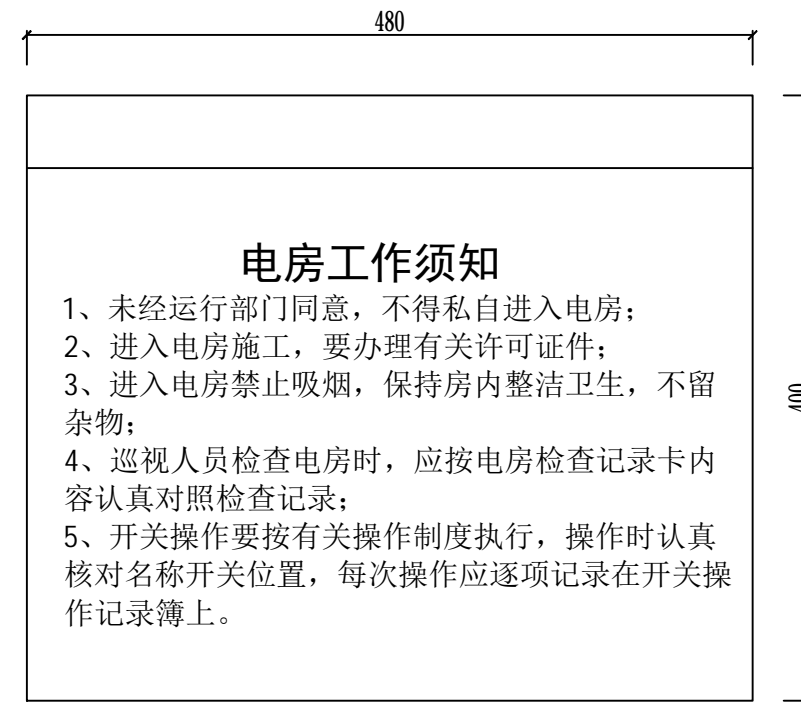 480
电房工作须知
1、未经运行部门同意，不得私自进入电房；
2、进入电房施工，要办理有关许可证件；
3、进入电房禁止吸烟，保持房内整洁卫生，不留
杂物；
400
4、巡视人员检查电房时，应按电房检查记录卡内
容认真对照检查记录；
5、开关操作要按有关操作制度执行，操作时认真
核对名称开关位置，每次操作应逐项记录在开关操
作记录簿上。